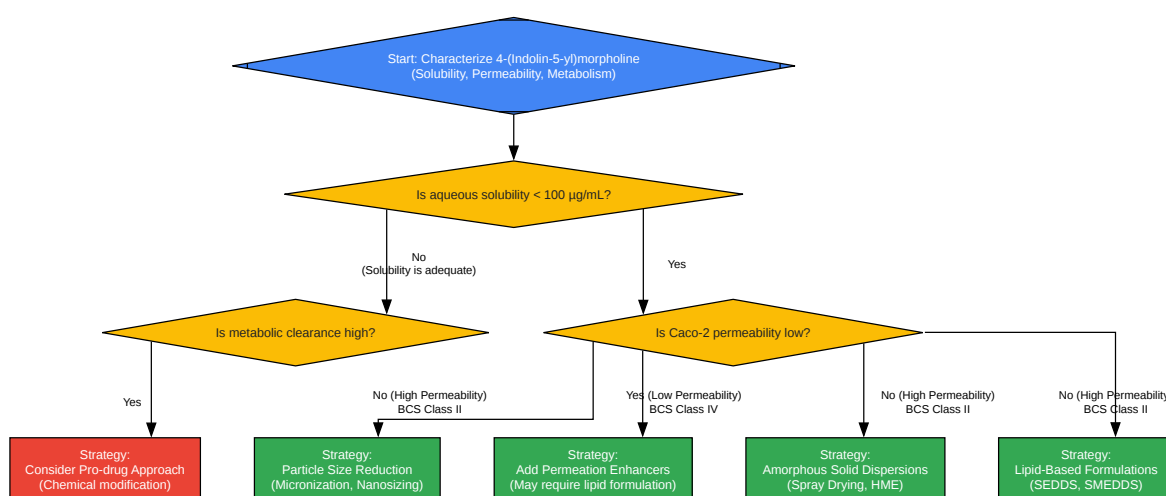 Start: Characterize 4-(Indolin-5-yl)morpholine
(Solubility, Permeability, Metabolism)
Is aqueous solubility < 100 µg/mL?
No
(Solubility is adequate)
Yes
Is metabolic clearance high?
Is Caco-2 permeability low?
Yes
No (High Permeability)
BCS Class II
Yes (Low Permeability)
BCS Class IV
No (High Permeability)
BCS Class II
No (High Permeability
BCS Class II
Strategy:
Consider Pro-drug Approach
(Chemical modification)
Strategy:
Particle Size Reduction
(Micronization, Nanosizing)
Strategy:
Add Permeation Enhancers
(May require lipid formulation)
Strategy:
Amorphous Solid Dispersions
(Spray Drying, HME)
Strategy:
Lipid-Based Formulations
(SEDDS, SMEDDS)